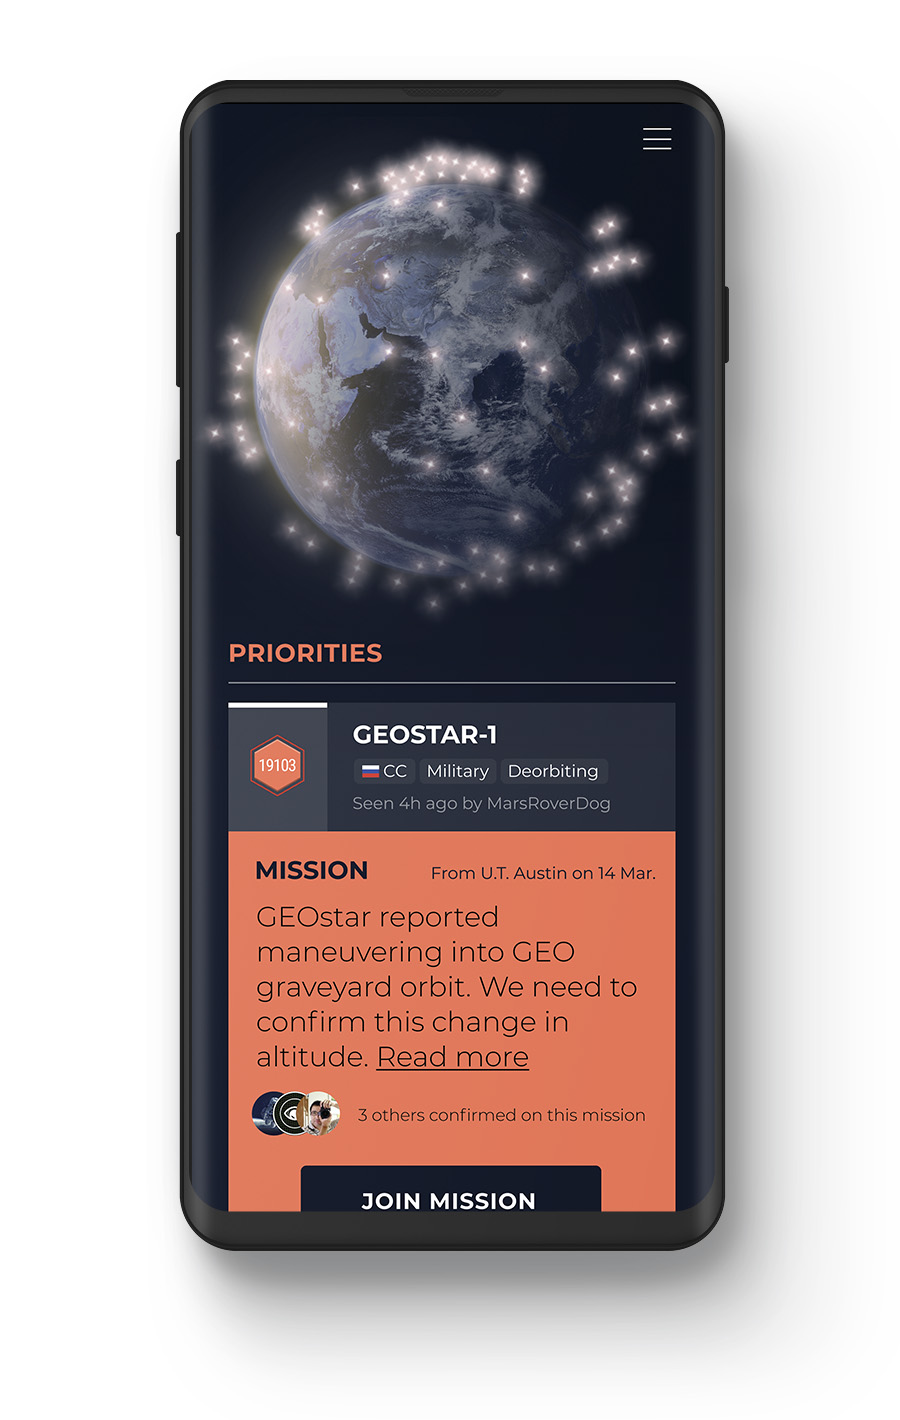 PRIORITIES
19103
GEOSTAR-1
CC Military Deorbiting
Seen 4h ago by MarsRoverDog
MISSION
From U.T. Austin on 14 Mar.
GEOstar reported
maneuvering into GEO
graveyard orbit. We need to
confirm this change in
altitude. Read more
3 others confirmed on this mission
JOIN MISSION